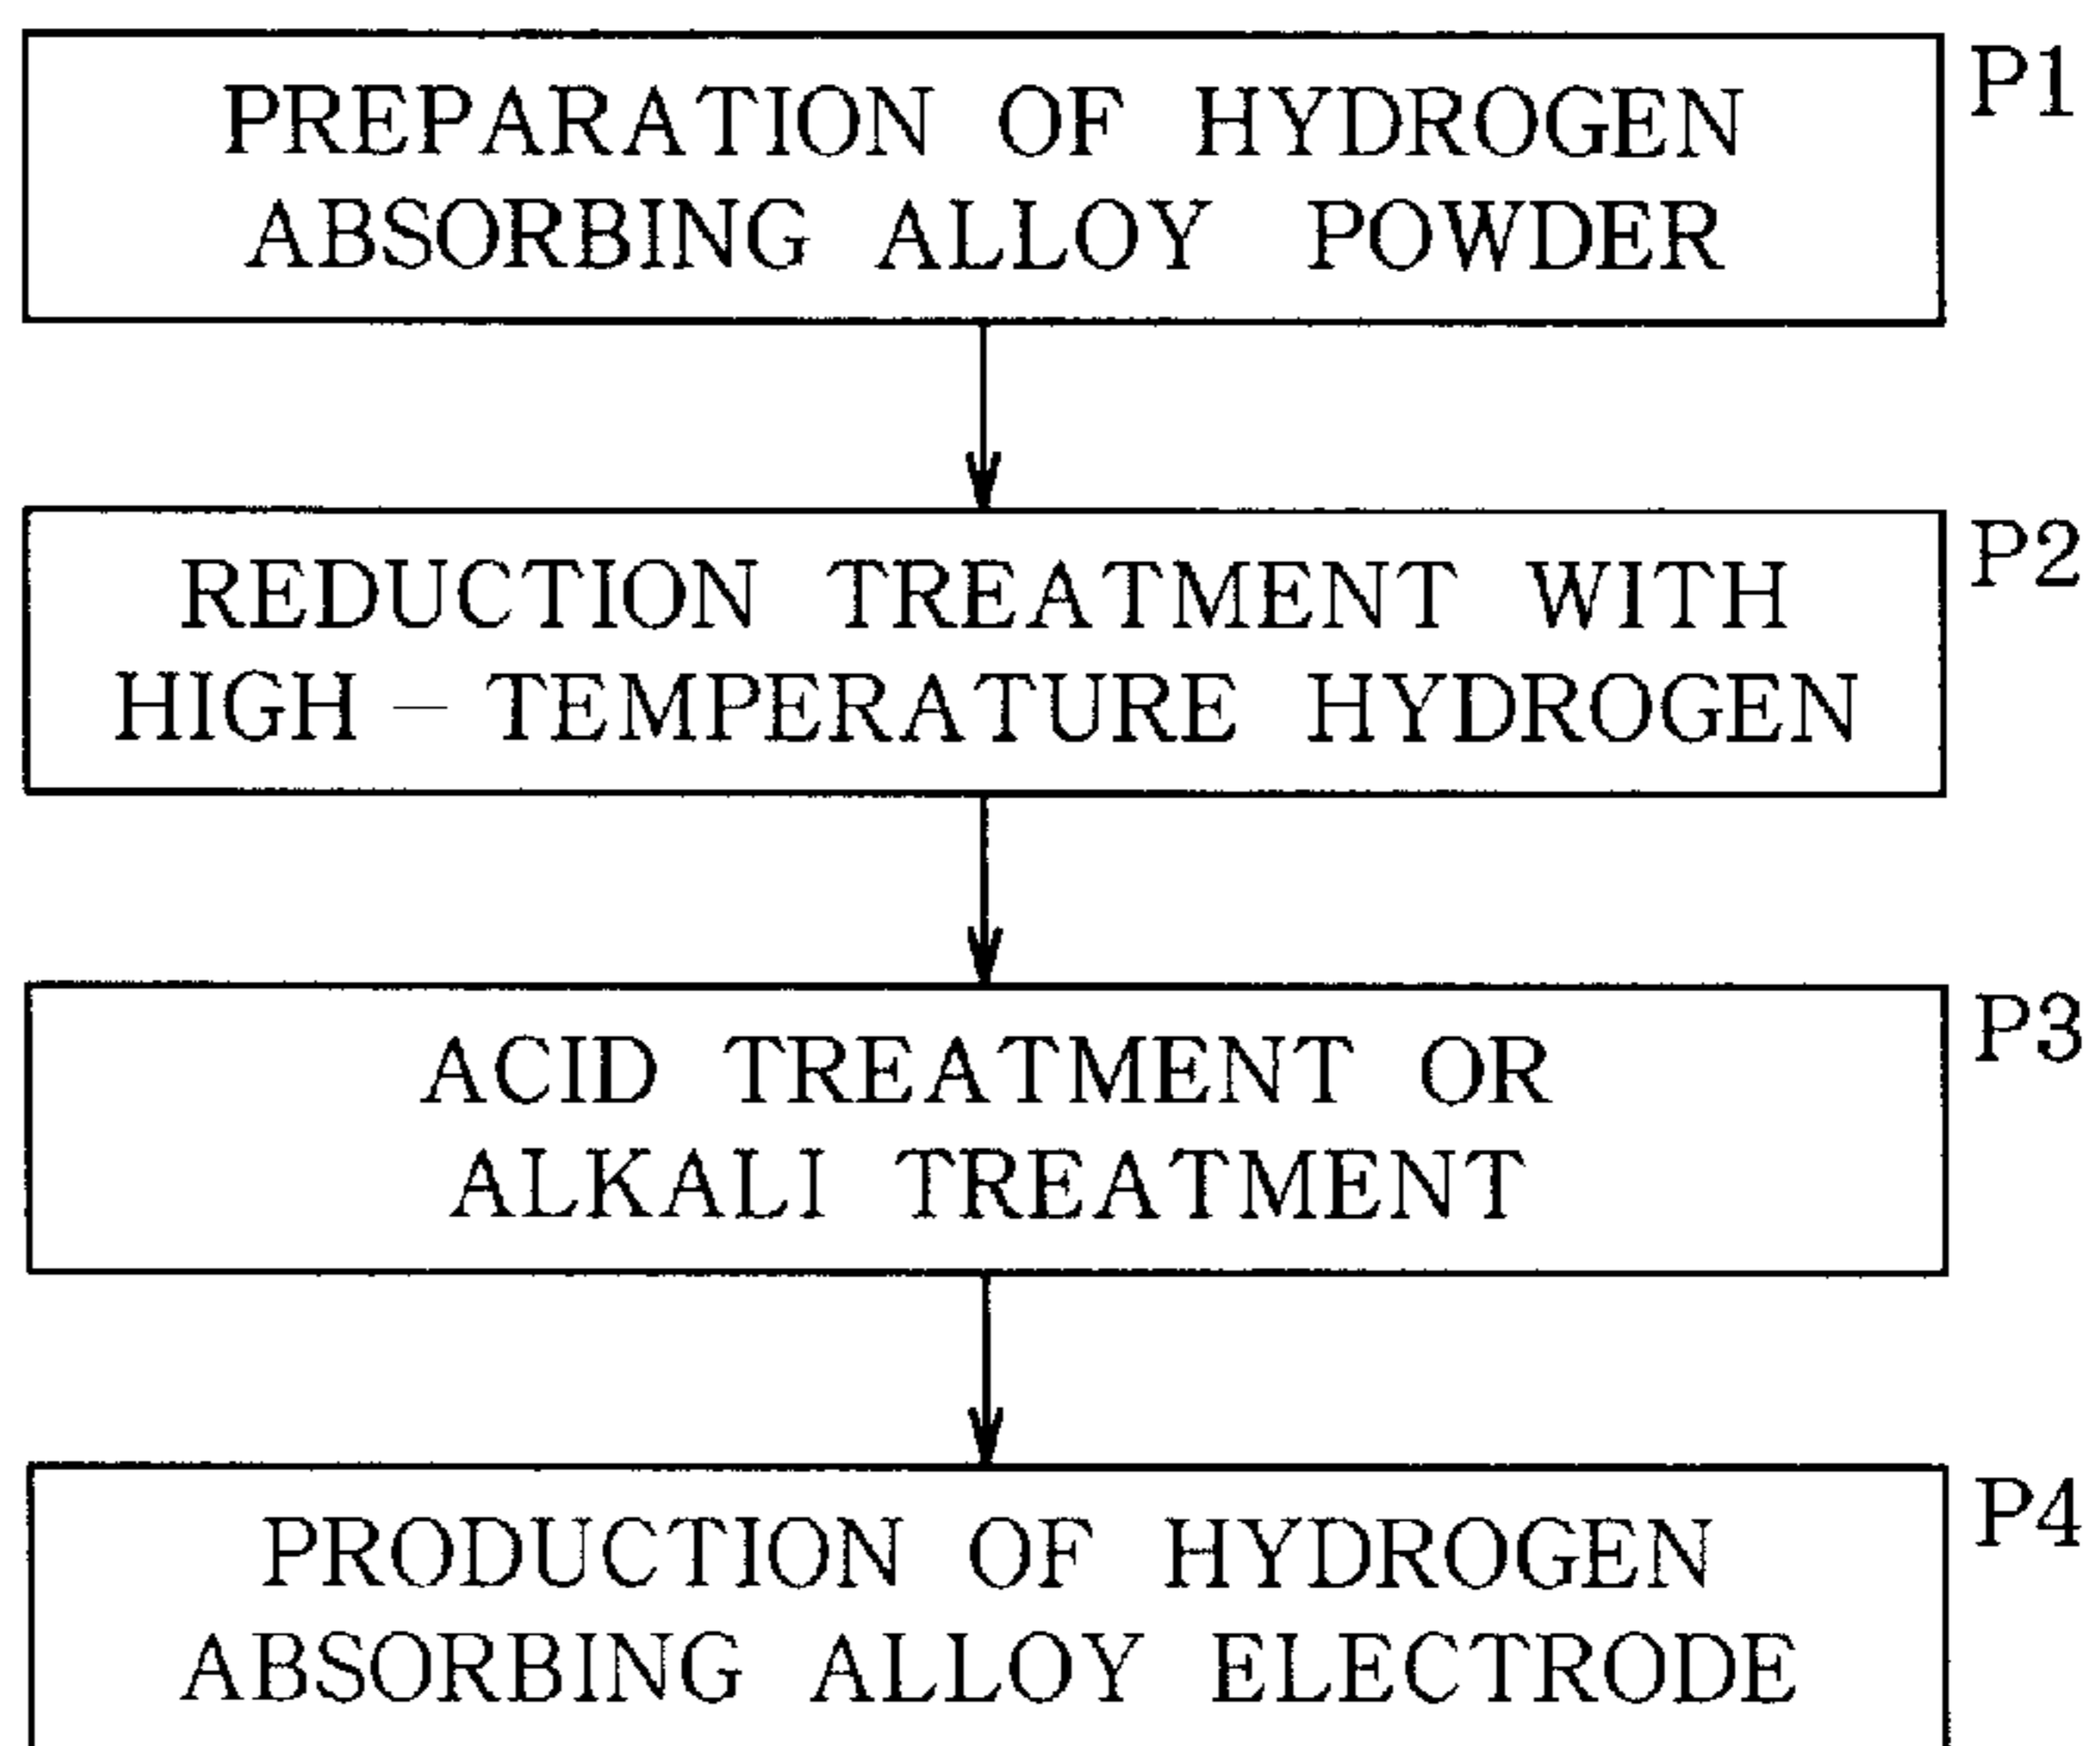 PREPARATION OF HYDROGEN
ABSORBING ALLOY POWDER
P1
REDUCTION TREATMENT WITH
HIGH - TEMPERATURE HYDROGEN
P2
ACID TREATMENT OR
ALKALI TREATMENT
P3
PRODUCTION OF HYDROGEN
ABSORBING ALLOY ELECTRODE
P4